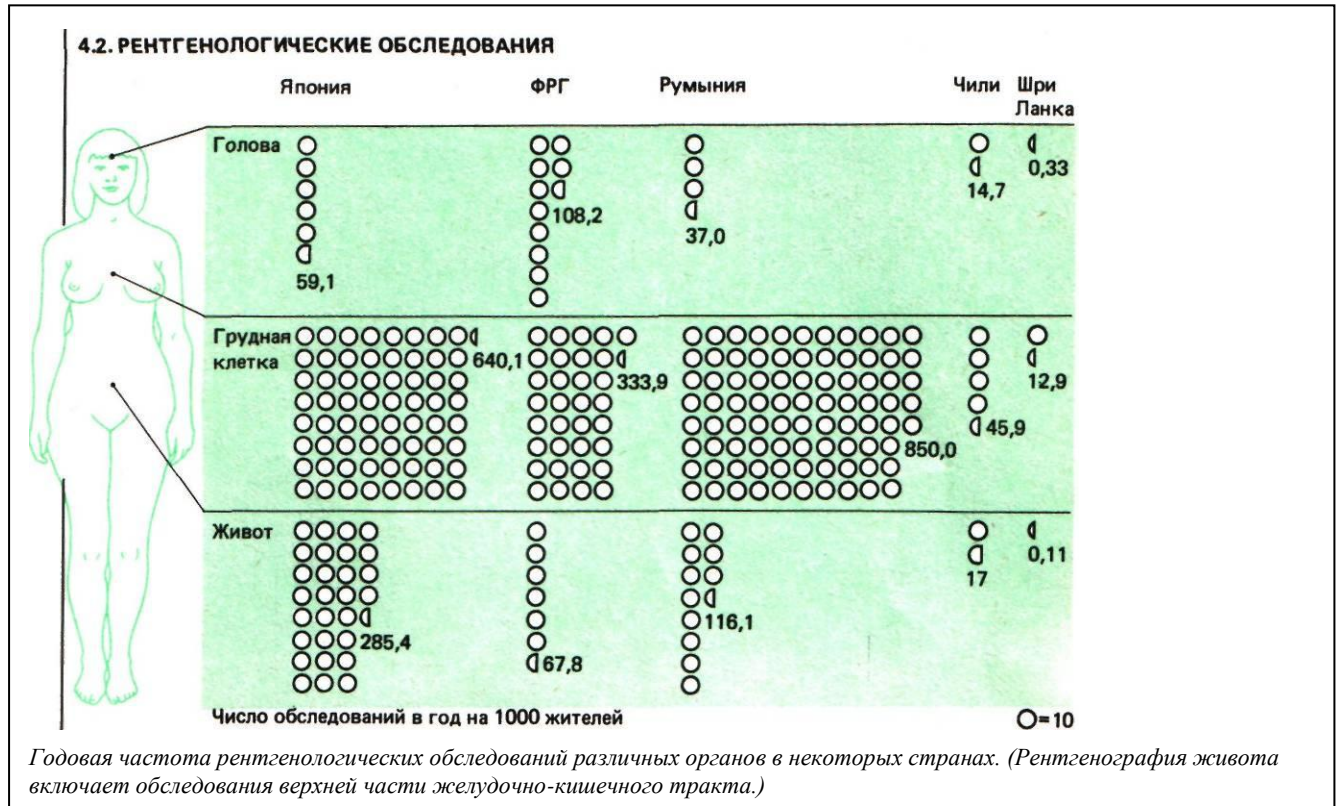 4.2. РЕНТГЕНОЛОГИЧЕСКИЕ ОБСЛЕДОВАНИЯ
Япония ФРГ Румыния Чили Шри
Ланка
Голова
0,33
14,7
108,2
37,0
59,1
Грудная
клетка 640,1
333,9 12,9
45,9
850,0
Живот
0,11
17
116,1
285,4
67,8
Число обследований в год на 1000 жителей =10
Годовая частота рентгенологических обследований различных органов в некоторых странах. (Рентгенография живота
включает обследования верхней части желудочно-кишечного тракта.)